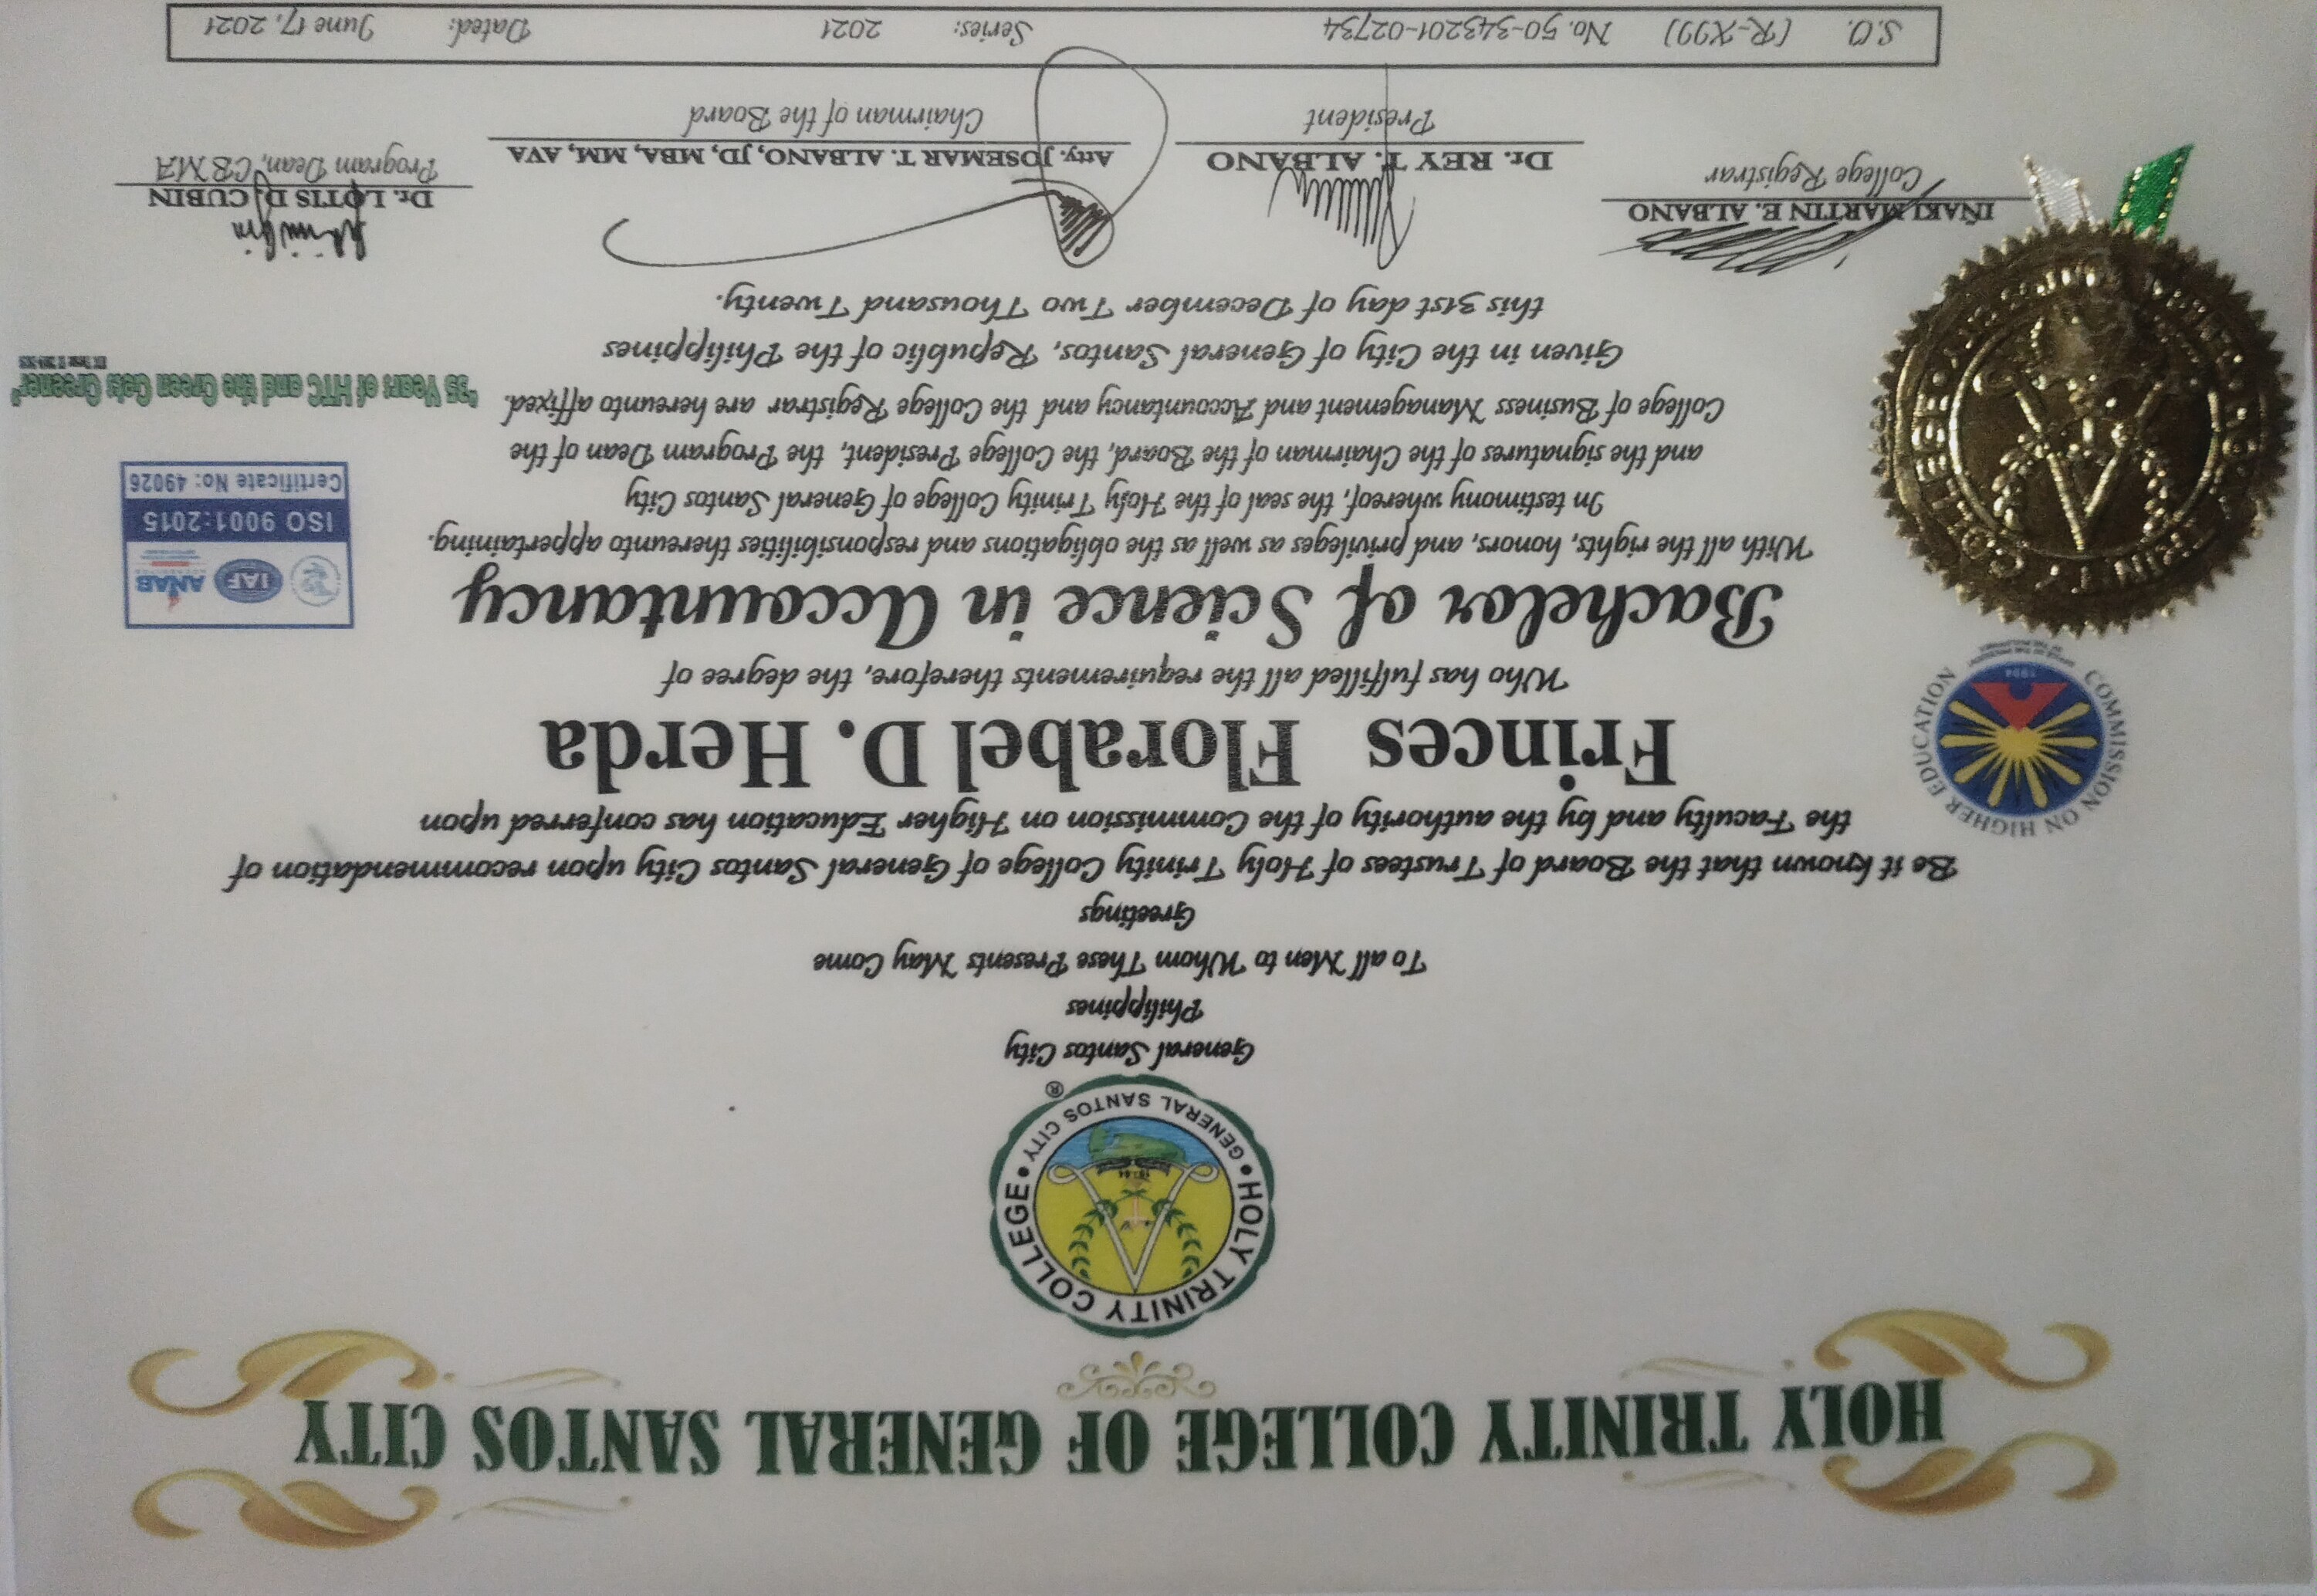 HOLY TRINITY COLLEGE OF GENERAL SANTOS CITY
HOLY TRINITY COLLEGE
GENERAL SANTOS CITY
®
General Santos City
Philippines
To all Men to Whom These Presents May Come
Greetings
Be it known that the Board of Trustees of Holy Trinity College of General Santos City upon recommendation of
the Faculty and by the authority of the Commission on Higher Education has conferred upon
COMMISSION ON HIGHER EDUCATION
1994
Frinces Florabel D. Herda
Who has fulfilled all the requirements therefore, the degree of
Bachelor of Science in Accountancy
With all the rights, honors, and privileges as well as the obligations and responsibilities thereunto appertaining.
In testimony whereof, the seal of the Holy Trinity College of General Santos City
and the signatures of the Chairman of the Board, the College President, the Program Dean of the
College of Business Management and Accountancy and the College Registrar are hereunto affixed.
Given in the City of General Santos, Republic of the Philippines
this 31st day of December Two Thousand Twenty.
TRINITY COLLEGE
IAF
ANAB
ISO 9001:2015
Certificate No: 49026
"35 Years of HTC and the Green Gets Greener"
IÑAKI MARTIN E. ALBANO
College Registrar
Dr. REY T. ALBANO
President
Atty. JOSEMAR T. ALBANO, JD, MBA, MM, AVA
Chairman of the Board
Dr. LOTIS D. CUBIN
Program Dean, CBMA
S.O. (R-X99) No. 50-343201-02734 Series: 2021 Dated: June 17, 2021